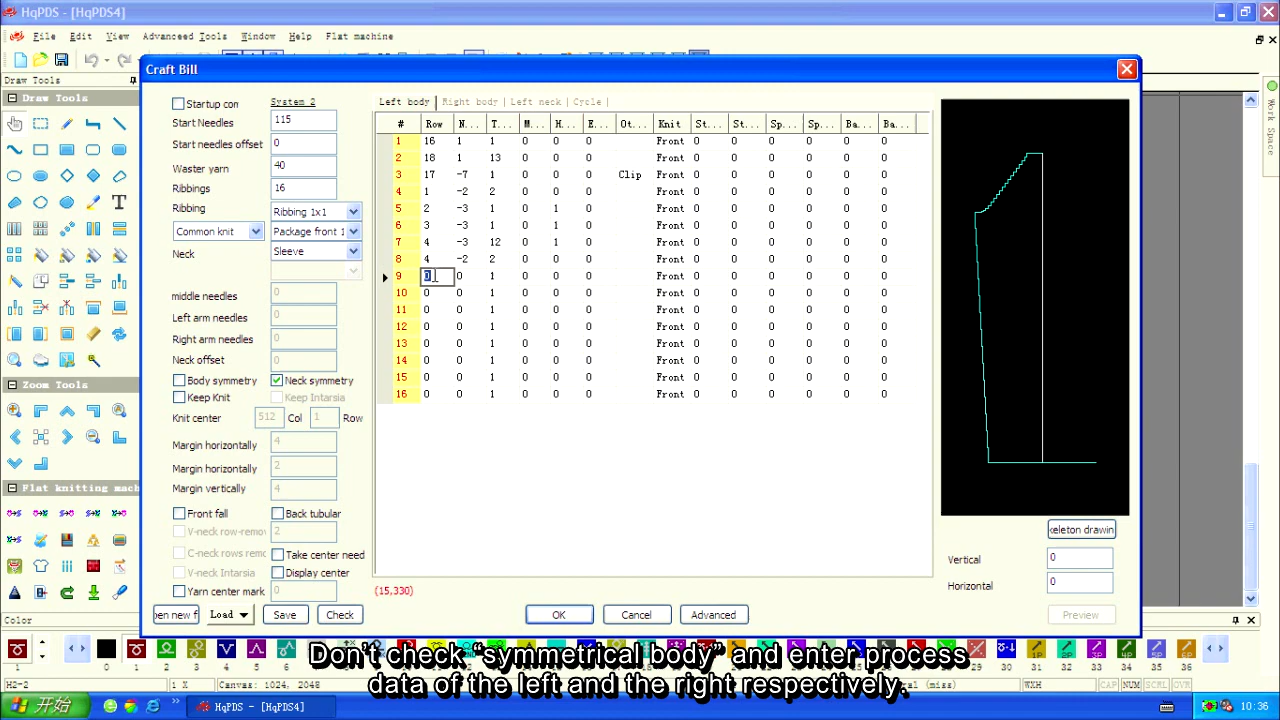 HqPDS - [HqPDS4]
File Edit View Advanceed Tools Window Help Flat machine
Draw Tools
Draw Tools
Zoom Tools
Flat knitting mac
Color
Work Space
Craft Bill
Startup con
System 2
Start Needles 115
Start needles offset 0
Waster yarn 40
Ribbings 16
Ribbing Ribbing 1x1
Common knit Package front 1
Neck Sleeve
middle needles 0
Left arm needles 0
Right arm needles 0
Neck offset 0
Body symmetry Neck symmetry
Keep Knit Keep Intarsia
Knit center 512 Col 1 Row
Margin horizontally 4
Margin horizontally 2
Margin vertically 4
Front fall Back tubular
V-neck row-remov 2
C-neck rows remo Take center need
V-neck Intarsia Display center
Yarn center mark 0
Load Save Check
Left body Right body Left neck Cycle
# Row N... T... M... H... E... Ot... Knit St... St... Sp... Sp... Ba... Ba...
1 16 1 1 0 0 0 Front 0 0 0 0 0 0
2 18 1 13 0 0 0 Front 0 0 0 0 0 0
3 17 -7 1 0 0 0 Clip Front 0 0 0 0 0 0
4 1 -2 2 0 0 0 Front 0 0 0 0 0 0
5 2 -3 1 0 1 0 Front 0 0 0 0 0 0
6 3 -3 1 0 1 0 Front 0 0 0 0 0 0
7 4 -3 12 0 1 0 Front 0 0 0 0 0 0
8 4 -2 2 0 0 0 Front 0 0 0 0 0 0
9 0 0 1 0 0 0 Front 0 0 0 0 0 0
10 0 0 1 0 0 0 Front 0 0 0 0 0 0
11 0 0 1 0 0 0 Front 0 0 0 0 0 0
12 0 0 1 0 0 0 Front 0 0 0 0 0 0
13 0 0 1 0 0 0 Front 0 0 0 0 0 0
14 0 0 1 0 0 0 Front 0 0 0 0 0 0
15 0 0 1 0 0 0 Front 0 0 0 0 0 0
16 0 0 1 0 0 0 Front 0 0 0 0 0 0
(15,330)
OK Cancel Advanced
keleton drawin
Vertical 0
Horizontal 0
Preview
Don't check "symmetrical body" and enter process
data of the left and the right respectively.
H2-2 1 X Canvas: 1024, 2048 WXH CAP NUM SCRL OVR
开始 HqPDS - [HqPDS4] 10:36